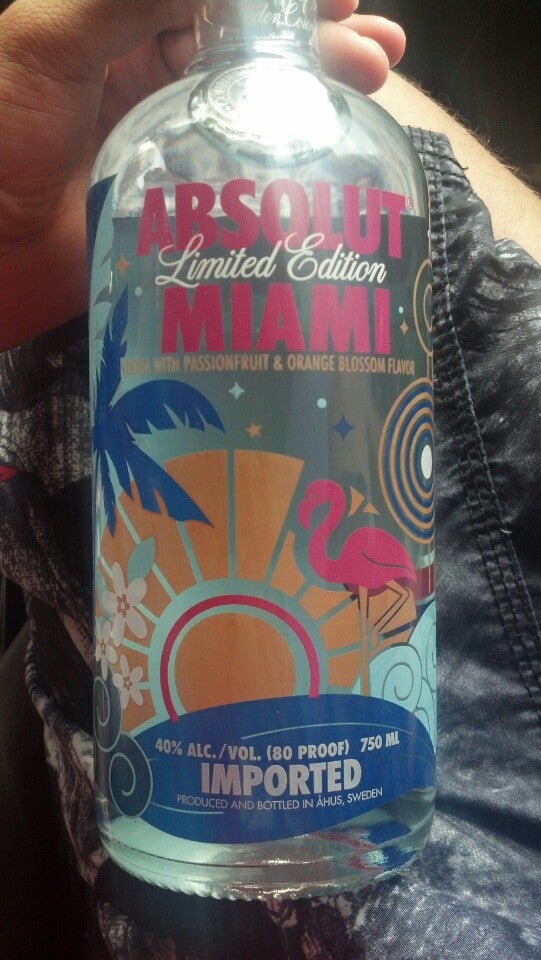 ABSOLUT®
Limited Edition
MIAMI
VODKA WITH PASSIONFRUIT & ORANGE BLOSSOM FLAVOR
40% ALC./VOL. (80 PROOF) 750 ML
IMPORTED
PRODUCED AND BOTTLED IN ÅHUS, SWEDEN